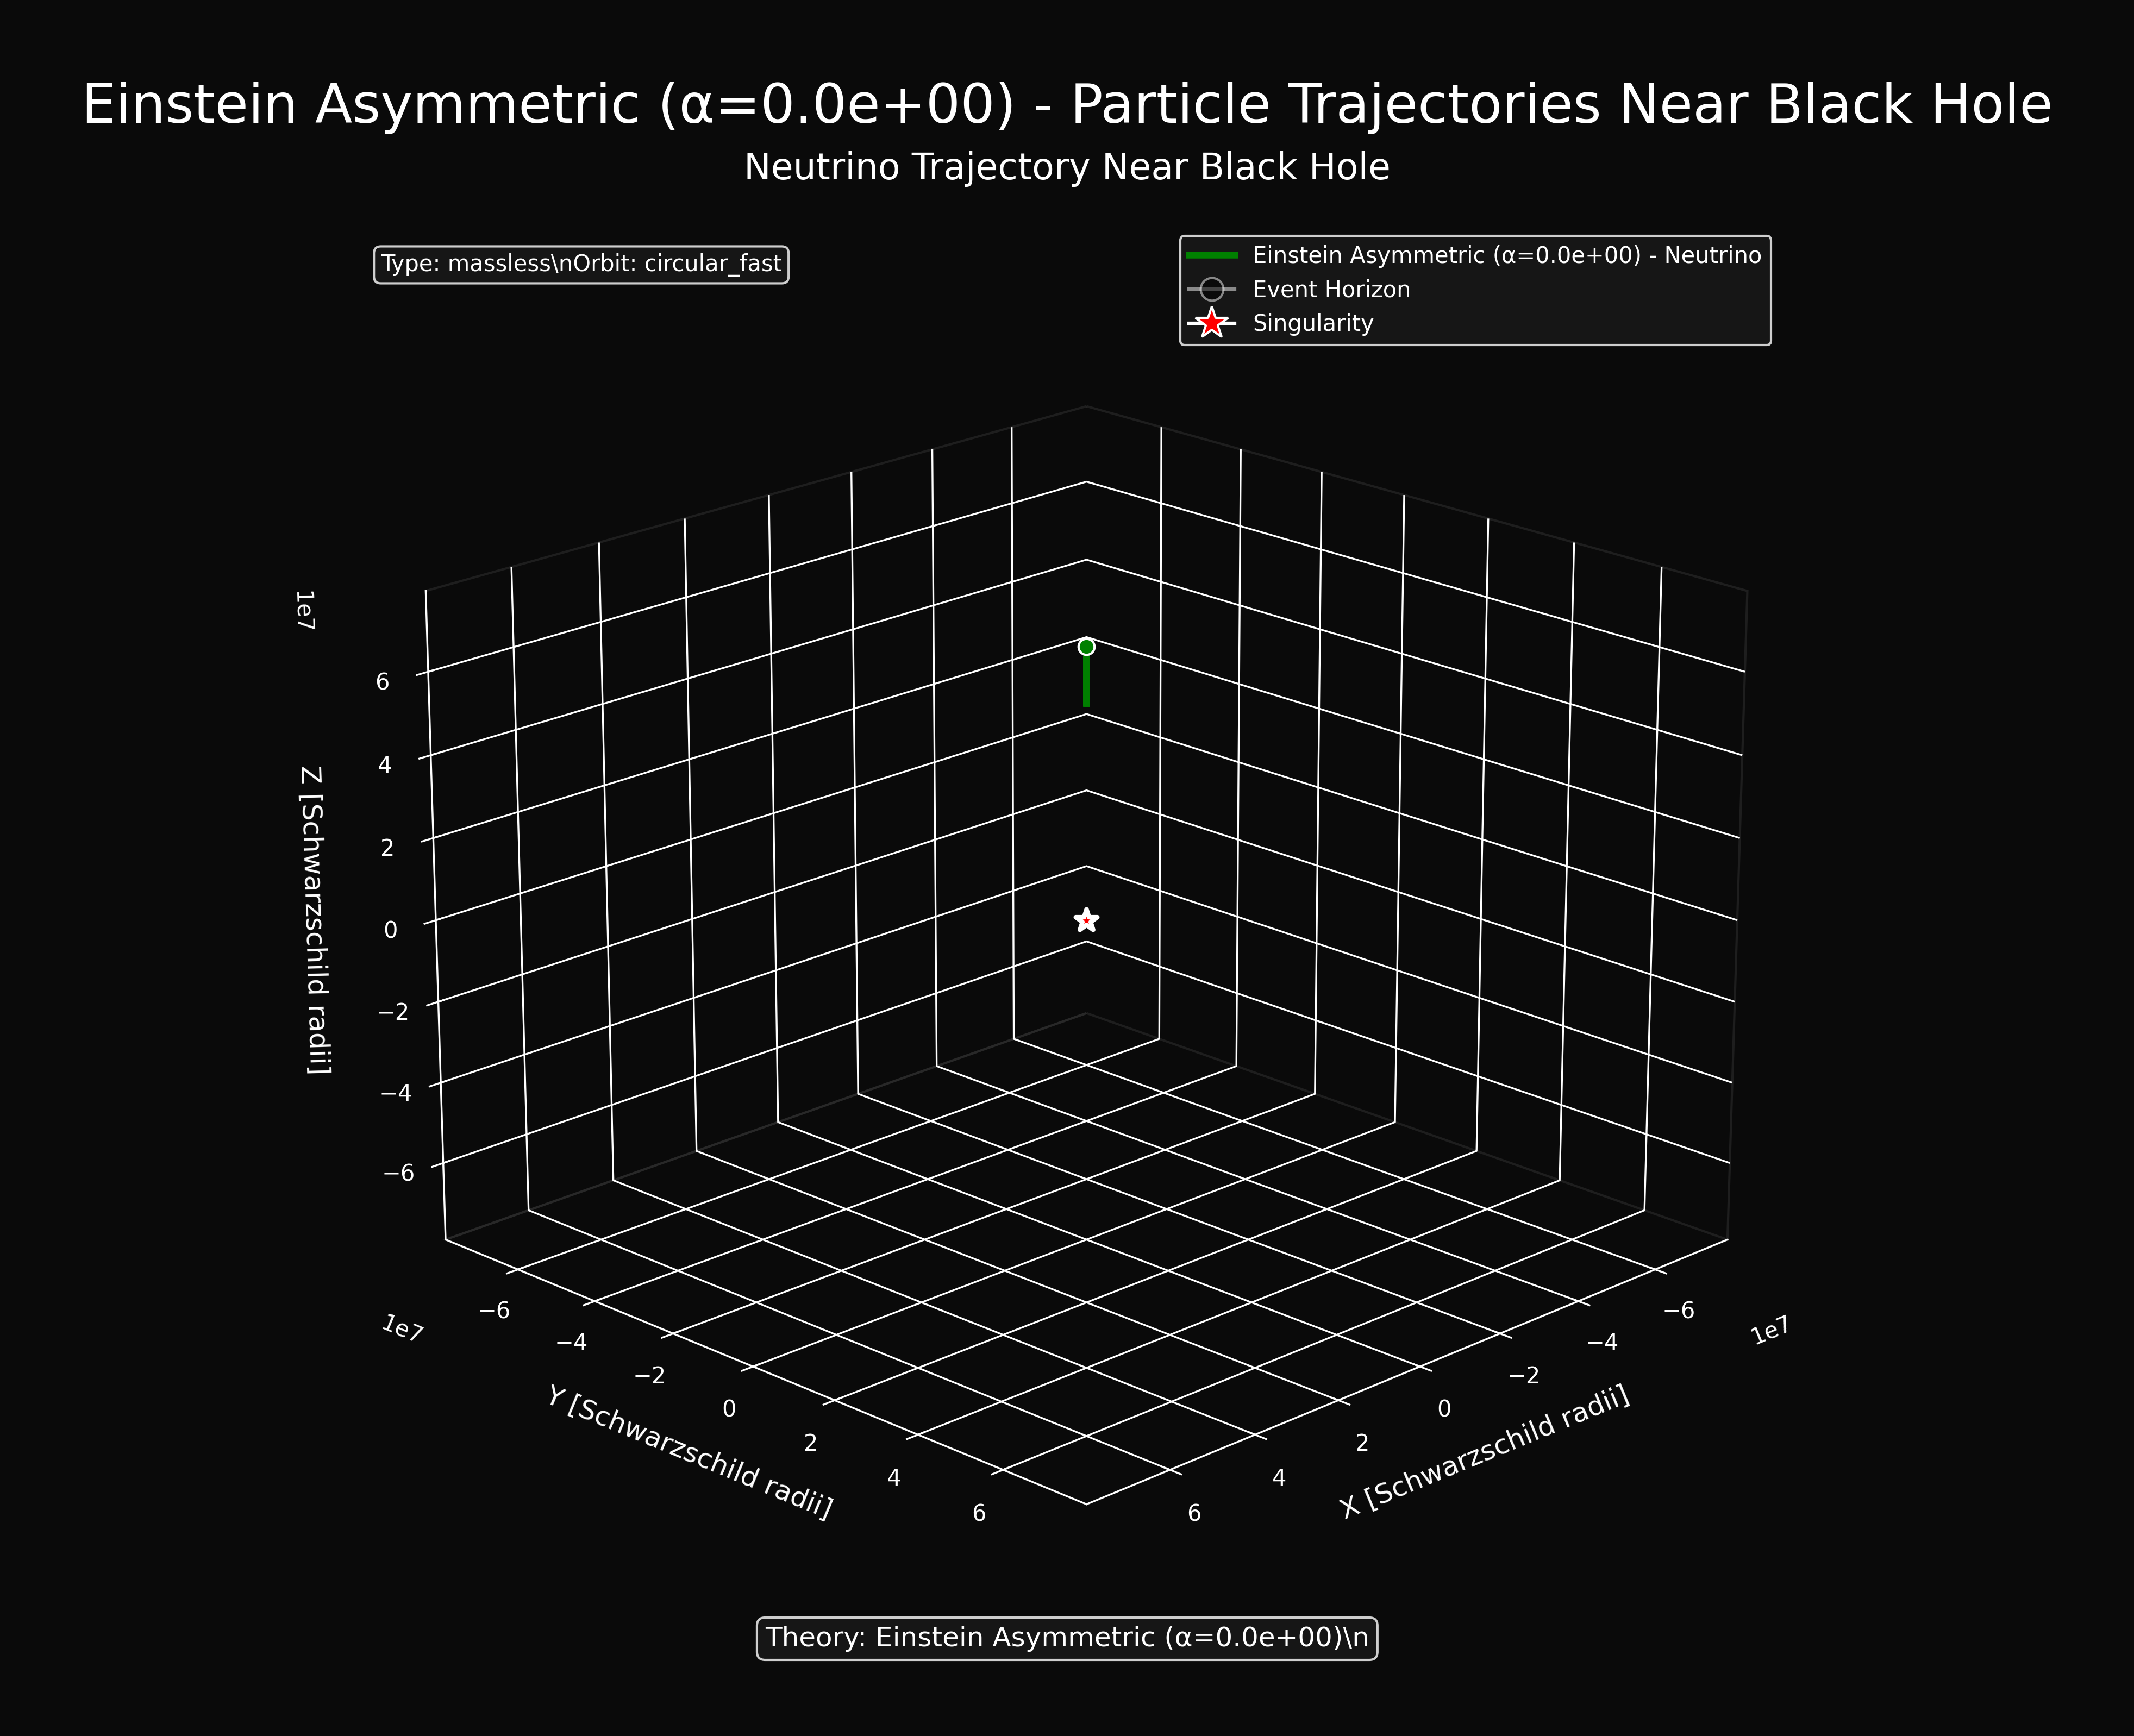 Einstein Asymmetric (α=0.0e+00) - Particle Trajectories Near Black Hole
Neutrino Trajectory Near Black Hole
Type: massless\nOrbit: circular_fast
Einstein Asymmetric (α=0.0e+00) - Neutrino
Event Horizon
Singularity
1e7
6
4
2
0
−2
−4
−6
Z [Schwarzschild radii]
1e7
−6
−4
−2
0
2
4
6
Y [Schwarzschild radii]
1e7
−6
−4
−2
0
2
4
6
X [Schwarzschild radii]
Theory: Einstein Asymmetric (α=0.0e+00)\n